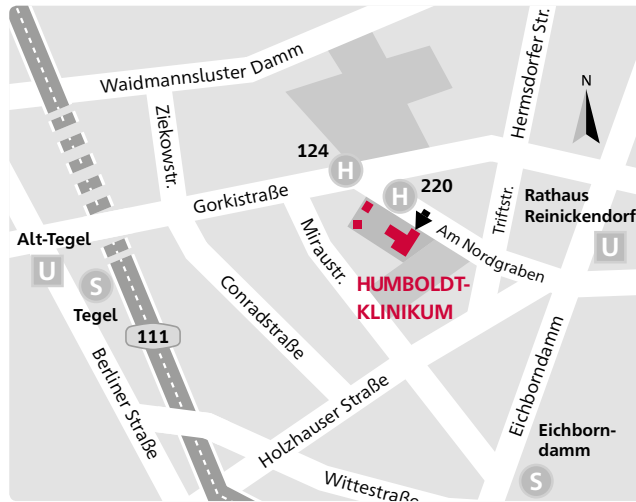 Waidmannsluster Damm
Hermsdorfer Str.
N
Ziekowstr.
124
H
H
220
Gorkistraße
Rathaus
Reinickendorf
U
Triftstr.
Alt-Tegel
U
S
Tegel
Miraustr.
Am Nordgraben
HUMBOLDT-
KLINIKUM
Conradstraße
111
Berliner Straße
Holzhauser Straße
Eichborndamm
Eichborn-
damm
S
Wittestraße